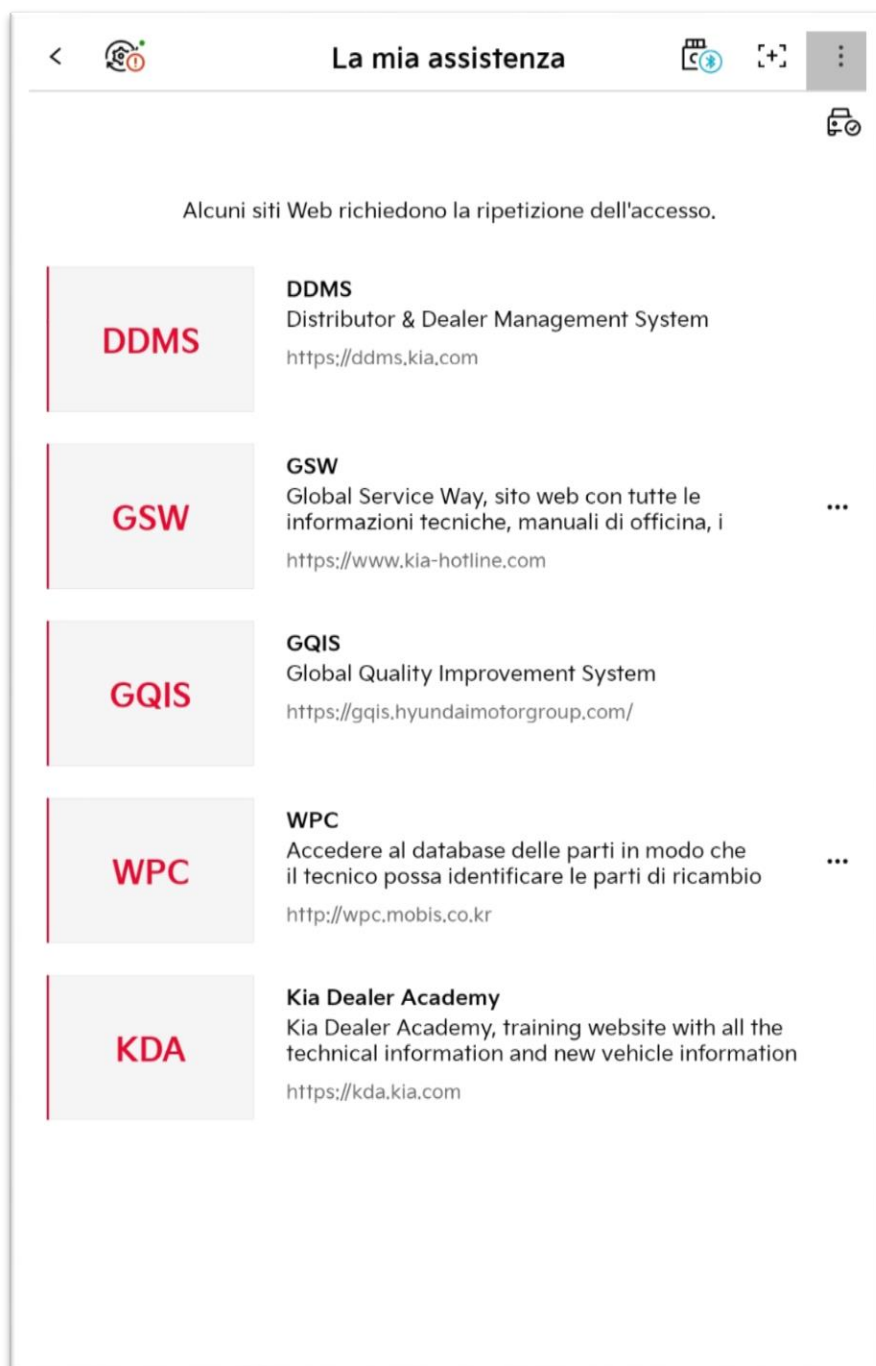 La mia assistenza
Alcuni siti Web richiedono la ripetizione dell'accesso.
DDMS
DDMS
Distributor & Dealer Management System
https://ddms.kia.com
GSW
GSW
Global Service Way, sito web con tutte le
informazioni tecniche, manuali di officina, i
...
https://www.kia-hotline.com
GQIS
GQIS
Global Quality Improvement System
https://gqis.hyundaimotorgroup.com/
WPC
WPC
Accedere al database delle parti in modo che
il tecnico possa identificare le parti di ricambio
...
http://wpc.mobis.co.kr
KDA
Kia Dealer Academy
Kia Dealer Academy, training website with all the
technical information and new vehicle information
https://kda.kia.com